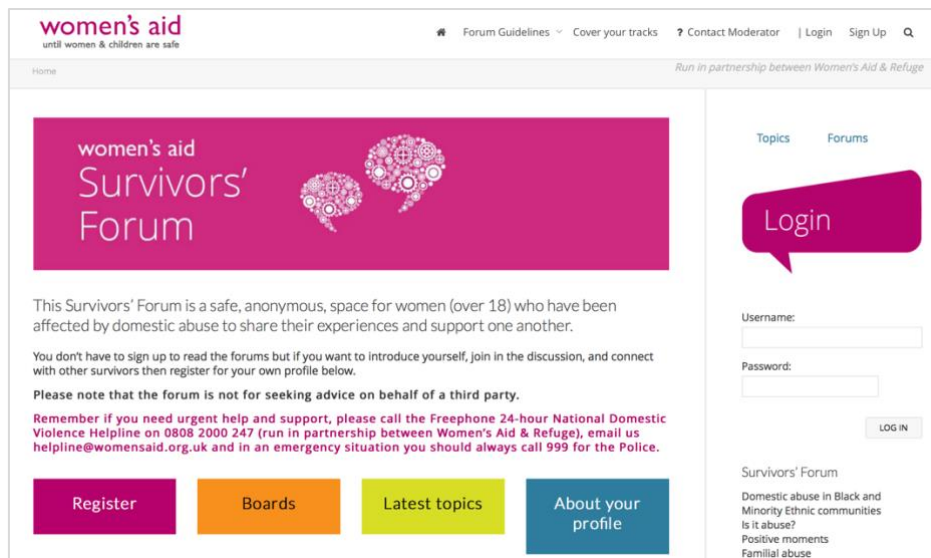 women's aid
until women & children are safe
Forum Guidelines Cover your tracks ? Contact Moderator | Login Sign Up
Home
Run in partnership between Women's Aid & Refuge
women's aid
Survivors'
Forum
This Survivors' Forum is a safe, anonymous, space for women (over 18) who have been
affected by domestic abuse to share their experiences and support one another.
You don't have to sign up to read the forums but if you want to introduce yourself, join in the discussion, and connect
with other survivors then register for your own profile below.
Please note that the forum is not for seeking advice on behalf of a third party.
Remember if you need urgent help and support, please call the Freephone 24-hour National Domestic
Violence Helpline on 0808 2000 247 (run in partnership between Women's Aid & Refuge), email us
helpline@womensaid.org.uk and in an emergency situation you should always call 999 for the Police.
Register
Boards
Latest topics
About your
profile
Topics Forums
Login
Username:
Password:
LOG IN
Survivors' Forum
Domestic abuse in Black and
Minority Ethnic communities
Is it abuse?
Positive moments
Familial abuse